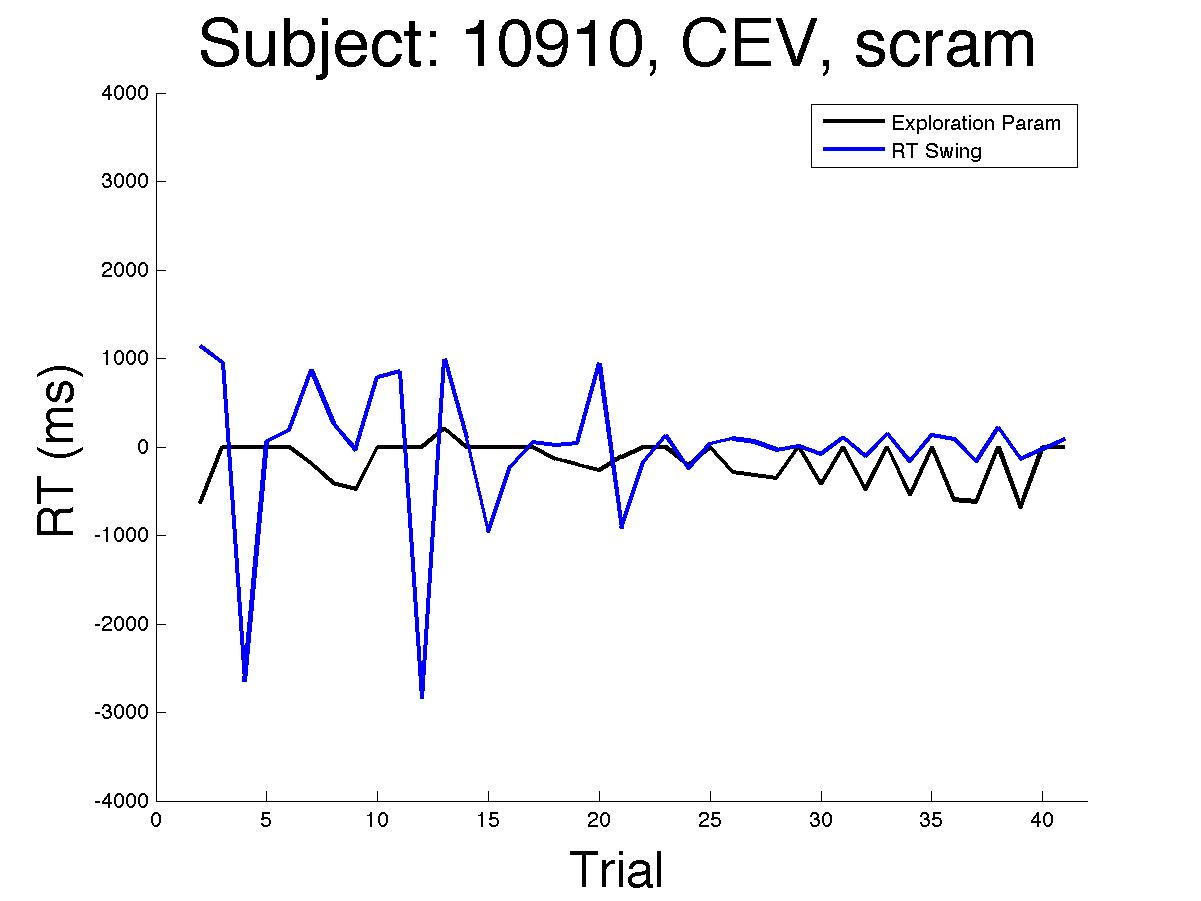 Subject: 10910, CEV, scram
4000
3000
2000
1000
0
-1000
-2000
-3000
-4000
RT (ms)
Exploration Param
RT Swing
0 5 10 15 20 25 30 35 40
Trial